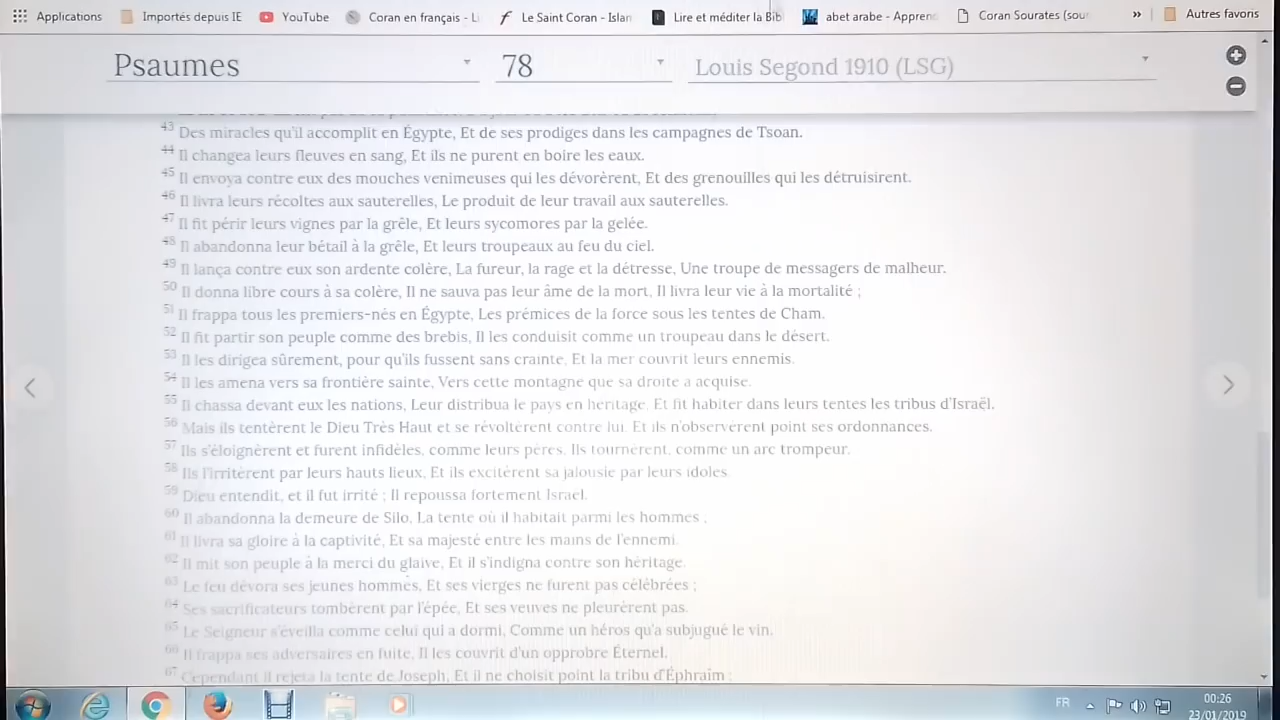 Applications Importés depuis IE YouTube Coran en français - Li Le Saint Coran - Islan Lire et méditer la Bib abet arabe - Apprenc Coran Sourates (sour » Autres favoris
Psaumes 78 Louis Segond 1910 (LSG)
43 Des miracles qu'il accomplit en Égypte, Et de ses prodiges dans les campagnes de Tsoan.
44 Il changea leurs fleuves en sang, Et ils ne purent en boire les eaux.
45 Il envoya contre eux des mouches venimeuses qui les dévorèrent, Et des grenouilles qui les détruisirent.
46 Il livra leurs récoltes aux sauterelles, Le produit de leur travail aux sauterelles.
47 Il fit périr leurs vignes par la grêle, Et leurs sycomores par la gelée.
48 Il abandonna leur bétail à la grêle, Et leurs troupeaux au feu du ciel.
49 Il lança contre eux son ardente colère, La fureur, la rage et la détresse, Une troupe de messagers de malheur.
50 Il donna libre cours à sa colère, Il ne sauva pas leur âme de la mort, Il livra leur vie à la mortalité ;
51 Il frappa tous les premiers-nés en Égypte, Les prémices de la force sous les tentes de Cham.
52 Il fit partir son peuple comme des brebis, Il les conduisit comme un troupeau dans le désert.
53 Il les dirigea sûrement, pour qu'ils fussent sans crainte, Et la mer couvrit leurs ennemis.
54 Il les amena vers sa frontière sainte, Vers cette montagne que sa droite a acquise.
55 Il chassa devant eux les nations, Leur distribua le pays en héritage, Et fit habiter dans leurs tentes les tribus d'Israël.
56 Mais ils tentèrent le Dieu Très Haut et se révoltèrent contre lui, Et ils n'observèrent point ses ordonnances.
57 Ils s'éloignèrent et furent infidèles, comme leurs pères, Ils tournèrent, comme un arc trompeur.
58 Ils l'irritèrent par leurs hauts lieux, Et ils excitèrent sa jalousie par leurs idoles.
59 Dieu entendit, et il fut irrité ; Il repoussa fortement Israël.
60 Il abandonna la demeure de Silo, La tente où il habitait parmi les hommes ;
61 Il livra sa gloire à la captivité, Et sa majesté entre les mains de l'ennemi.
62 Il mit son peuple à la merci du glaive, Et il s'indigna contre son héritage.
63 Le feu dévora ses jeunes hommes, Et ses vierges ne furent pas célébrées ;
64 Ses sacrificateurs tombèrent par l'épée, Et ses veuves ne pleurèrent pas.
65 Le Seigneur s'éveilla comme celui qui a dormi, Comme un héros qu'a subjugué le vin.
66 Il frappa ses adversaires en fuite, Il les couvrit d'un opprobre Éternel.
67 Cependant il rejeta la tente de Joseph, Et il ne choisit point la tribu d'Éphraïm ;
FR 00:26
23/01/2019